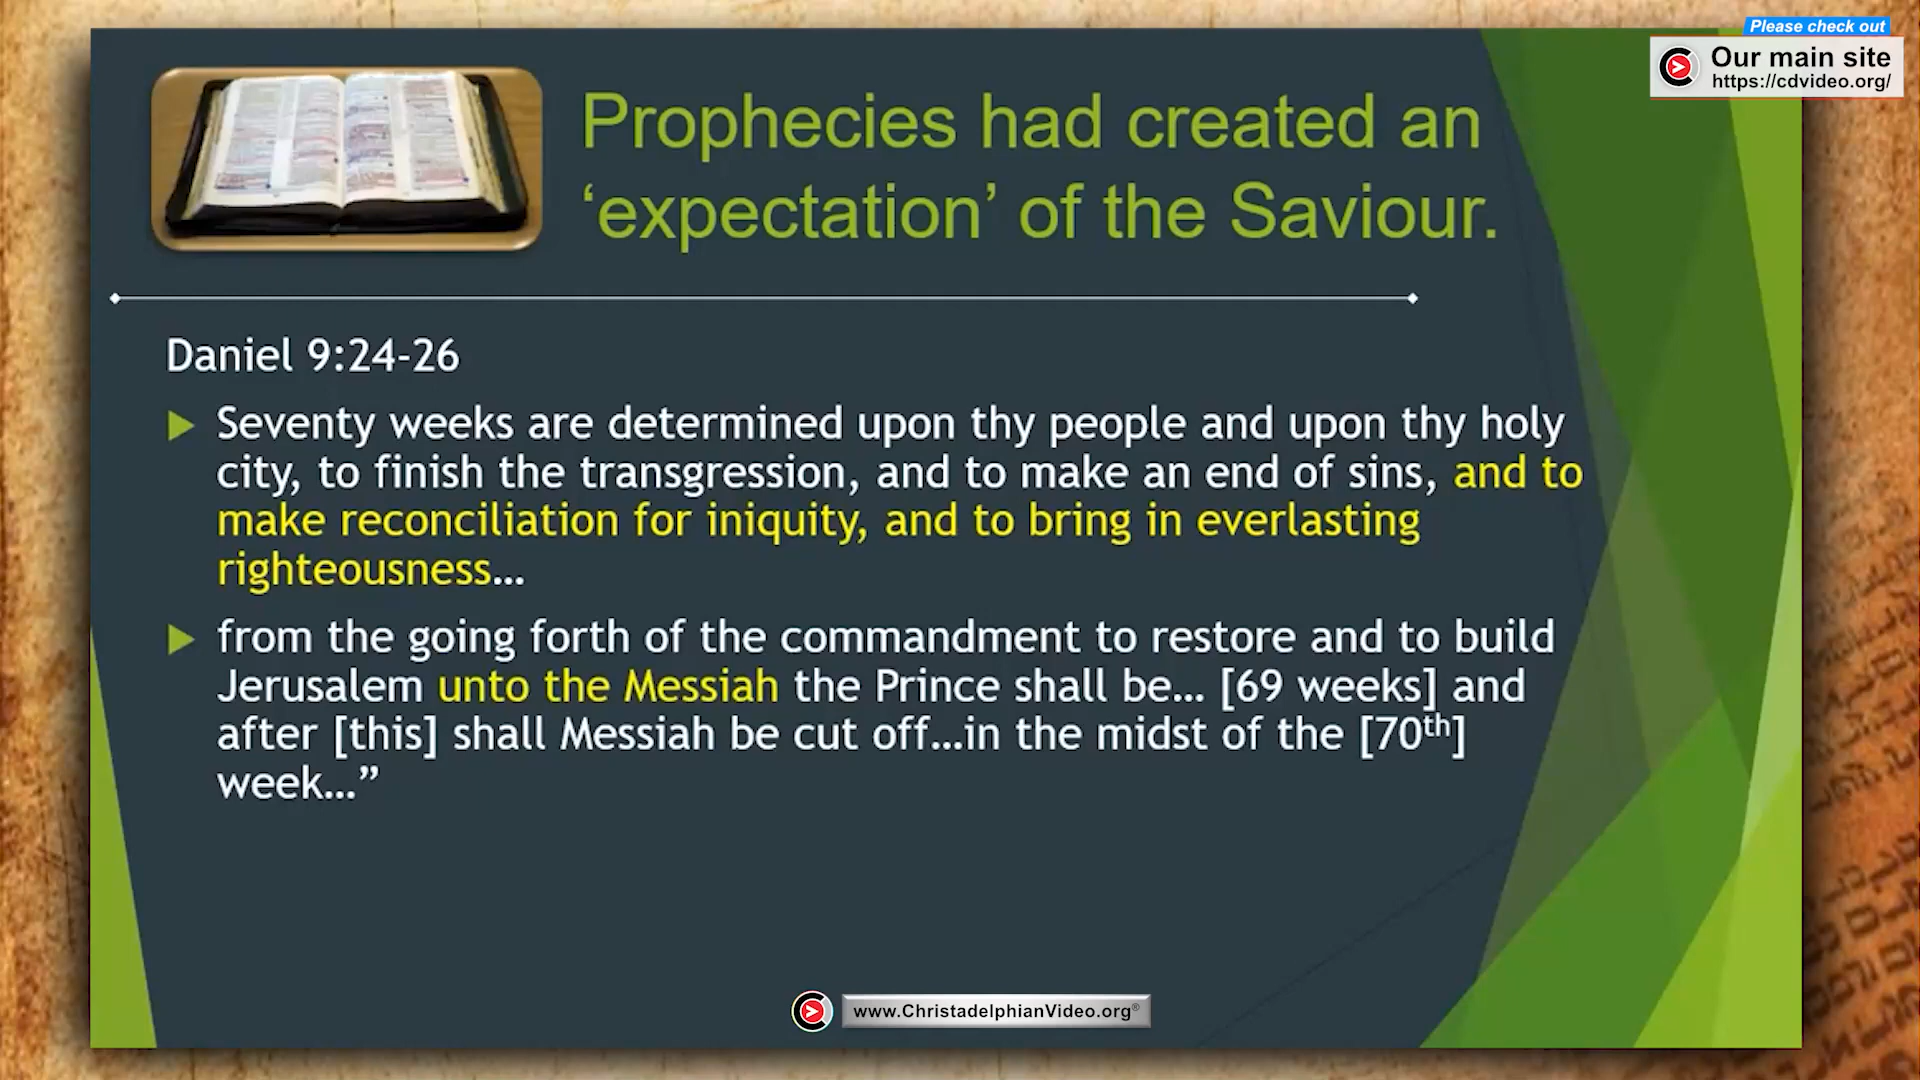 Please check out
Our main site
https://cdvideo.org/
Prophecies had created an
‘expectation’ of the Saviour.
Daniel 9:24-26
Seventy weeks are determined upon thy people and upon thy holy
city, to finish the transgression, and to make an end of sins, and to
make reconciliation for iniquity, and to bring in everlasting
righteousness…
from the going forth of the commandment to restore and to build
Jerusalem unto the Messiah the Prince shall be… [69 weeks] and
after [this] shall Messiah be cut off…in the midst of the [70th]
week…”
www.ChristadelphianVideo.org®